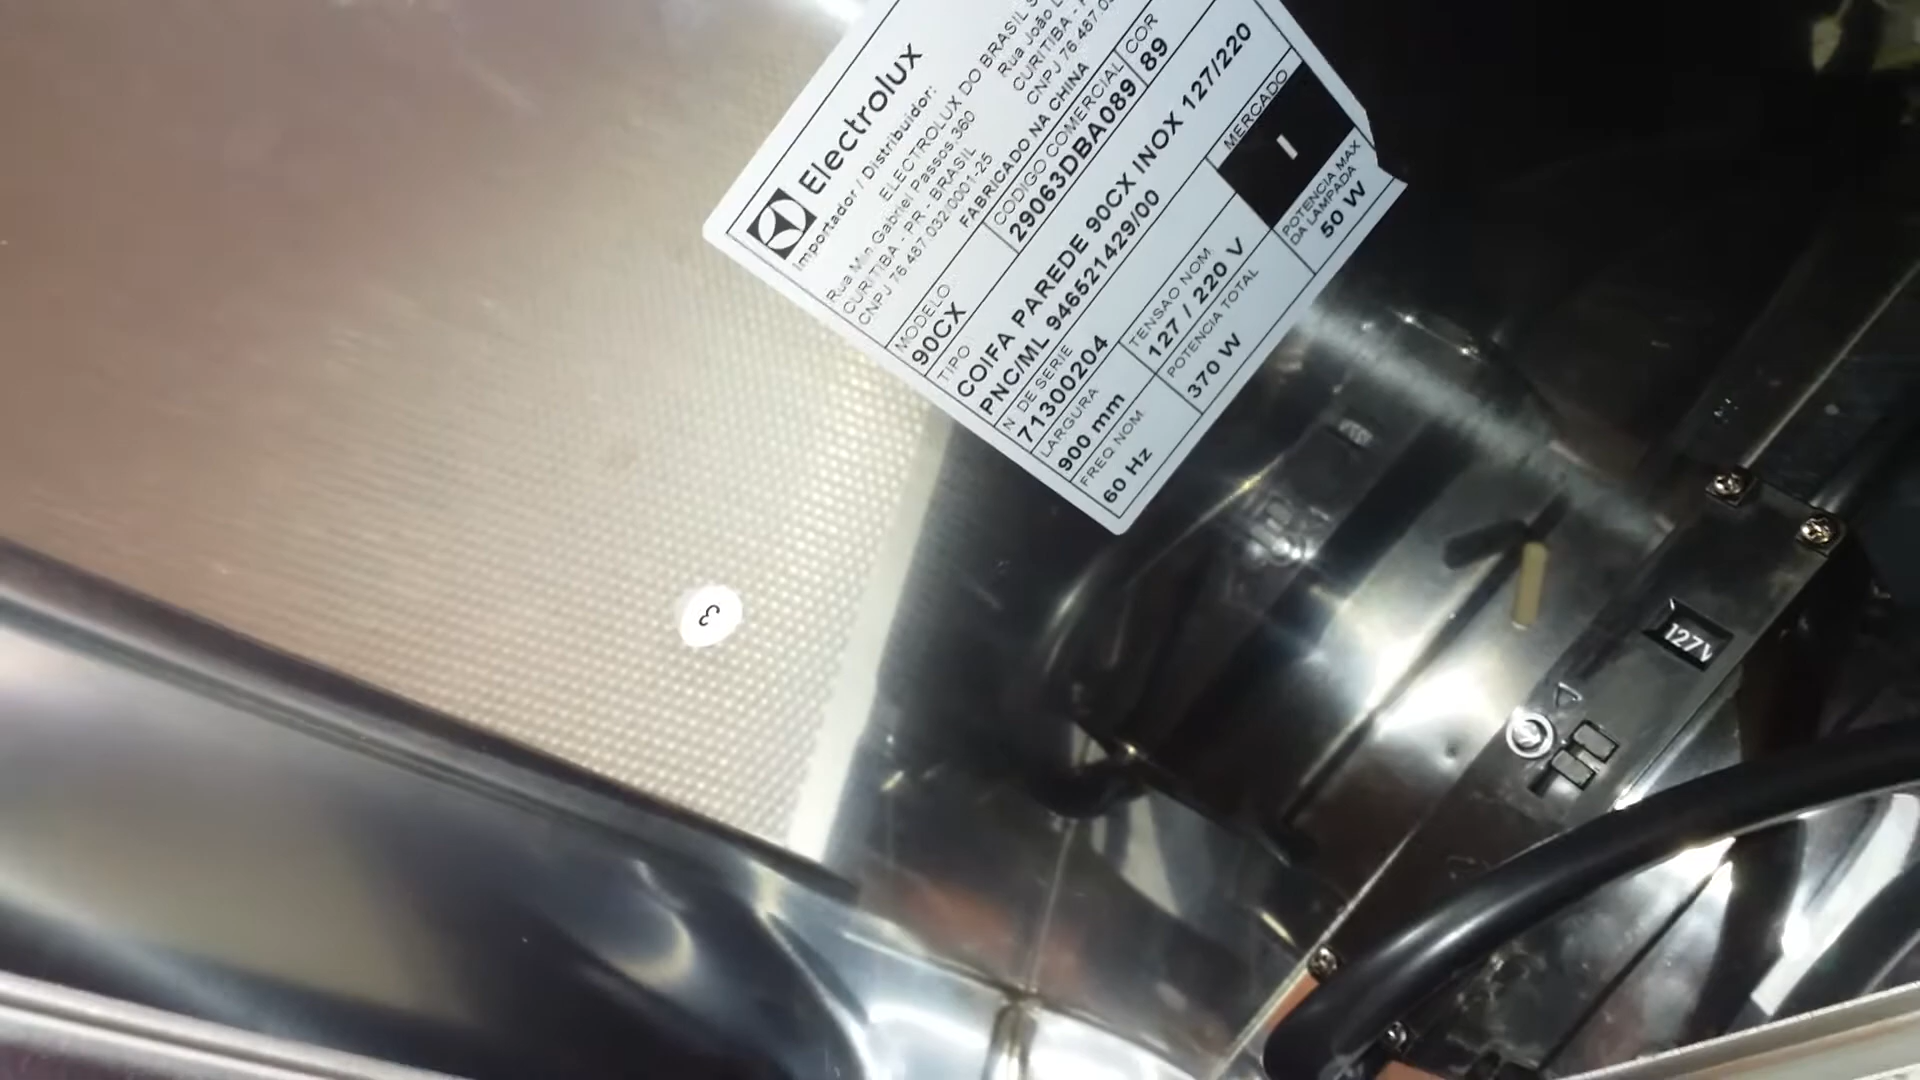 Electrolux
Importador / Distribuidor:
ELECTROLUX DO BRASIL S
Rua Min. Gabriel Passos, 360
CURITIBA - PR - BRASIL
CNPJ 76.487.032/0001-25
Rua João
CURITIBA -
CNPJ 76.487.03
FABRICADO NA CHINA
MODELO
90CX
CODIGO COMERCIAL
29063DBA089
COR
89
TIPO
COIFA PAREDE 90CX INOX 127/220
PNC/ML 946521429/00
MERCADO
I
N. DE SERIE
71300204
TENSAO NOM.
127 / 220 V
POTENCIA MAX
DA LAMPADA
50 W
LARGURA
900 mm
POTENCIA TOTAL
370 W
FREQ. NOM.
60 Hz
3
127V